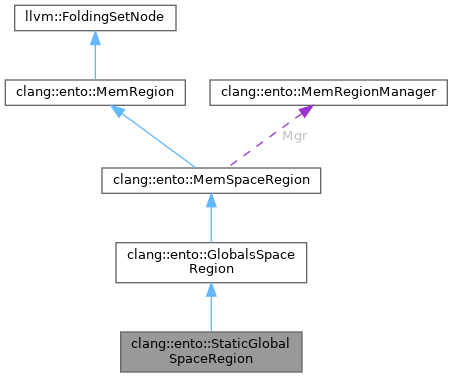 llvm::FoldingSetNode
clang::ento::MemRegion
clang::ento::MemRegionManager
Mgr
clang::ento::MemSpaceRegion
clang::ento::GlobalsSpace
Region
clang::ento::StaticGlobal
SpaceRegion